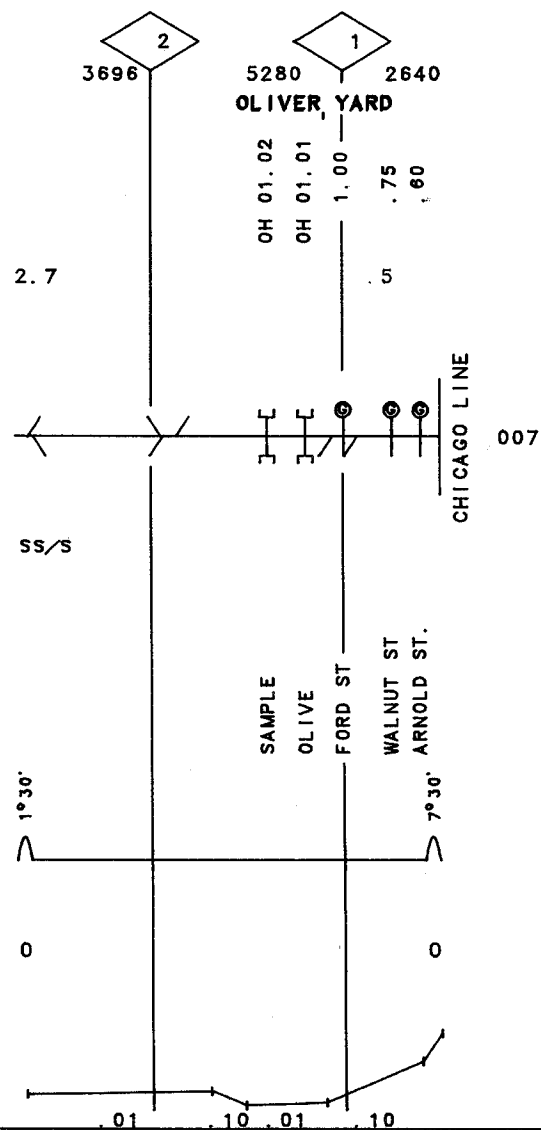 2 1
3696 5280 2640
OLIVER YARD
OH 01.02
OH 01.01
1.00
.75
.60
2.7 .5
G G G
CHICAGO LINE
007
SS/S
SAMPLE
OLIVE
FORD ST
WALNUT ST
ARNOLD ST.
1°30'
7°30'
0 0
.01 .10 .01 .10